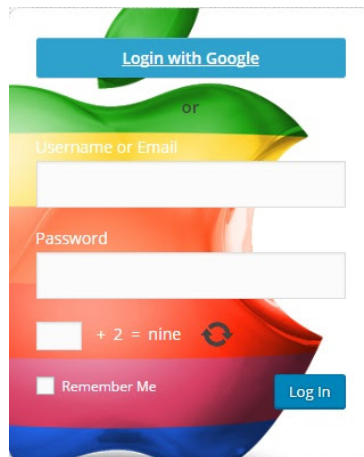 Login with Google
or
Username or Email
Password
+ 2 = nine
Remember Me
Log In